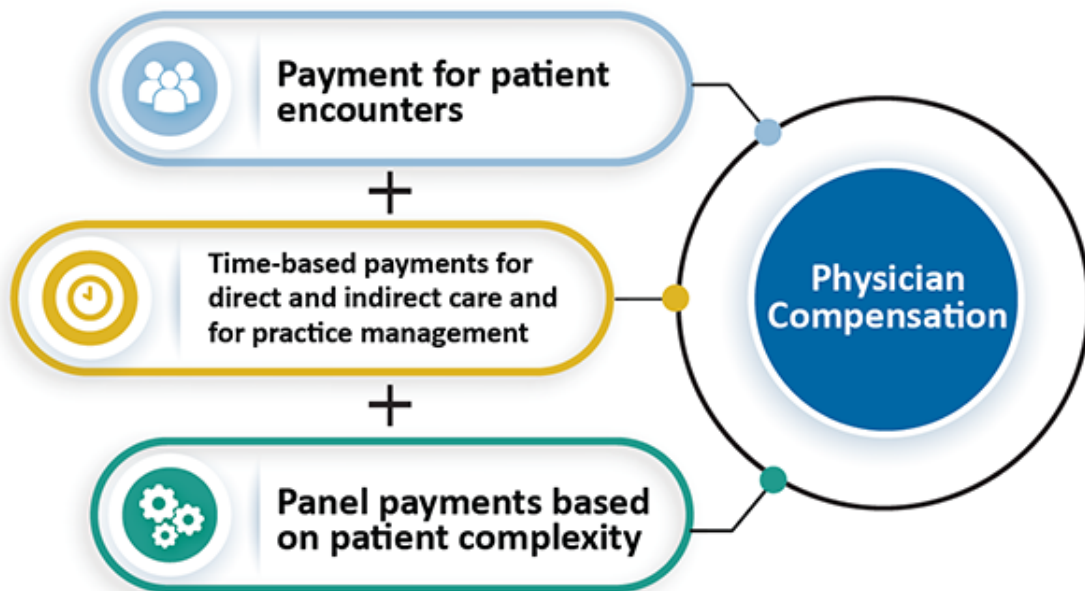 Payment for patient
encounters
+
Time-based payments for
direct and indirect care and
for practice management
+
Panel payments based
on patient complexity
Physician
Compensation